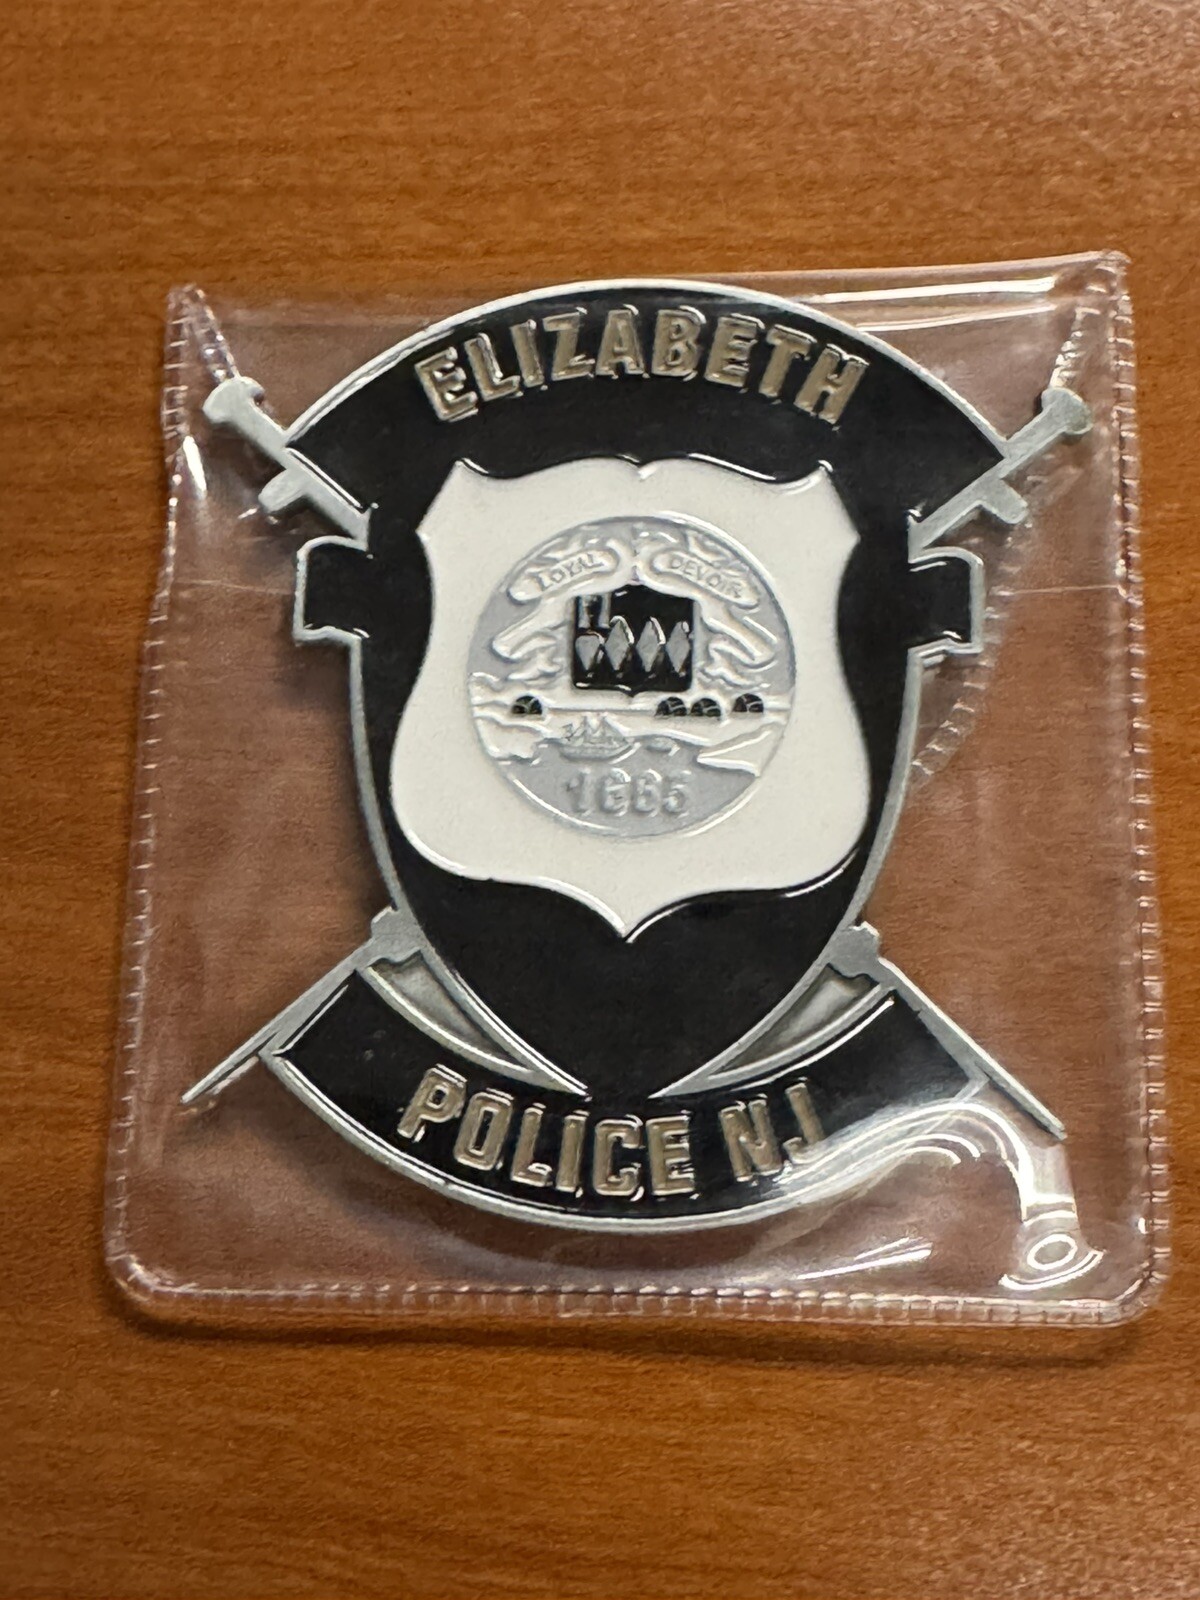 ELIZABETH
LOYAL DEVOIR
1665
POLICE NJ